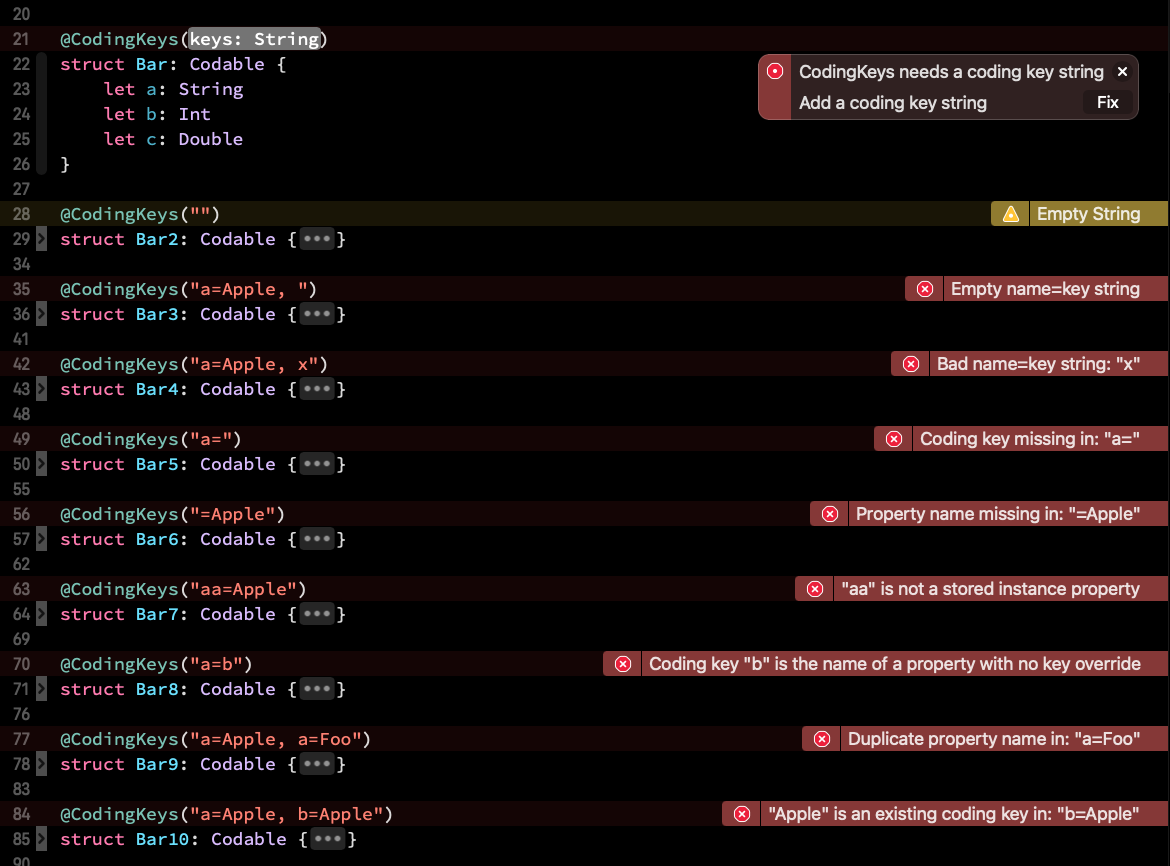 20
21 @CodingKeys(keys: String)
22 struct Bar: Codable {
CodingKeys needs a coding key string
23 let a: String
Add a coding key string Fix
24 let b: Int
25 let c: Double
26 }
27
28 @CodingKeys("") Empty String
29 struct Bar2: Codable {•••}
34
35 @CodingKeys("a=Apple, ") Empty name=key string
36 struct Bar3: Codable {•••}
41
42 @CodingKeys("a=Apple, x") Bad name=key string: "x"
43 struct Bar4: Codable {•••}
48
49 @CodingKeys("a=") Coding key missing in: "a="
50 struct Bar5: Codable {•••}
55
56 @CodingKeys("=Apple") Property name missing in: "=Apple"
57 struct Bar6: Codable {•••}
62
63 @CodingKeys("aa=Apple") "aa" is not a stored instance property
64 struct Bar7: Codable {•••}
69
70 @CodingKeys("a=b") Coding key "b" is the name of a property with no key override
71 struct Bar8: Codable {•••}
76
77 @CodingKeys("a=Apple, a=Foo") Duplicate property name in: "a=Foo"
78 struct Bar9: Codable {•••}
83
84 @CodingKeys("a=Apple, b=Apple") "Apple" is an existing coding key in: "b=Apple"
85 struct Bar10: Codable {•••}
90